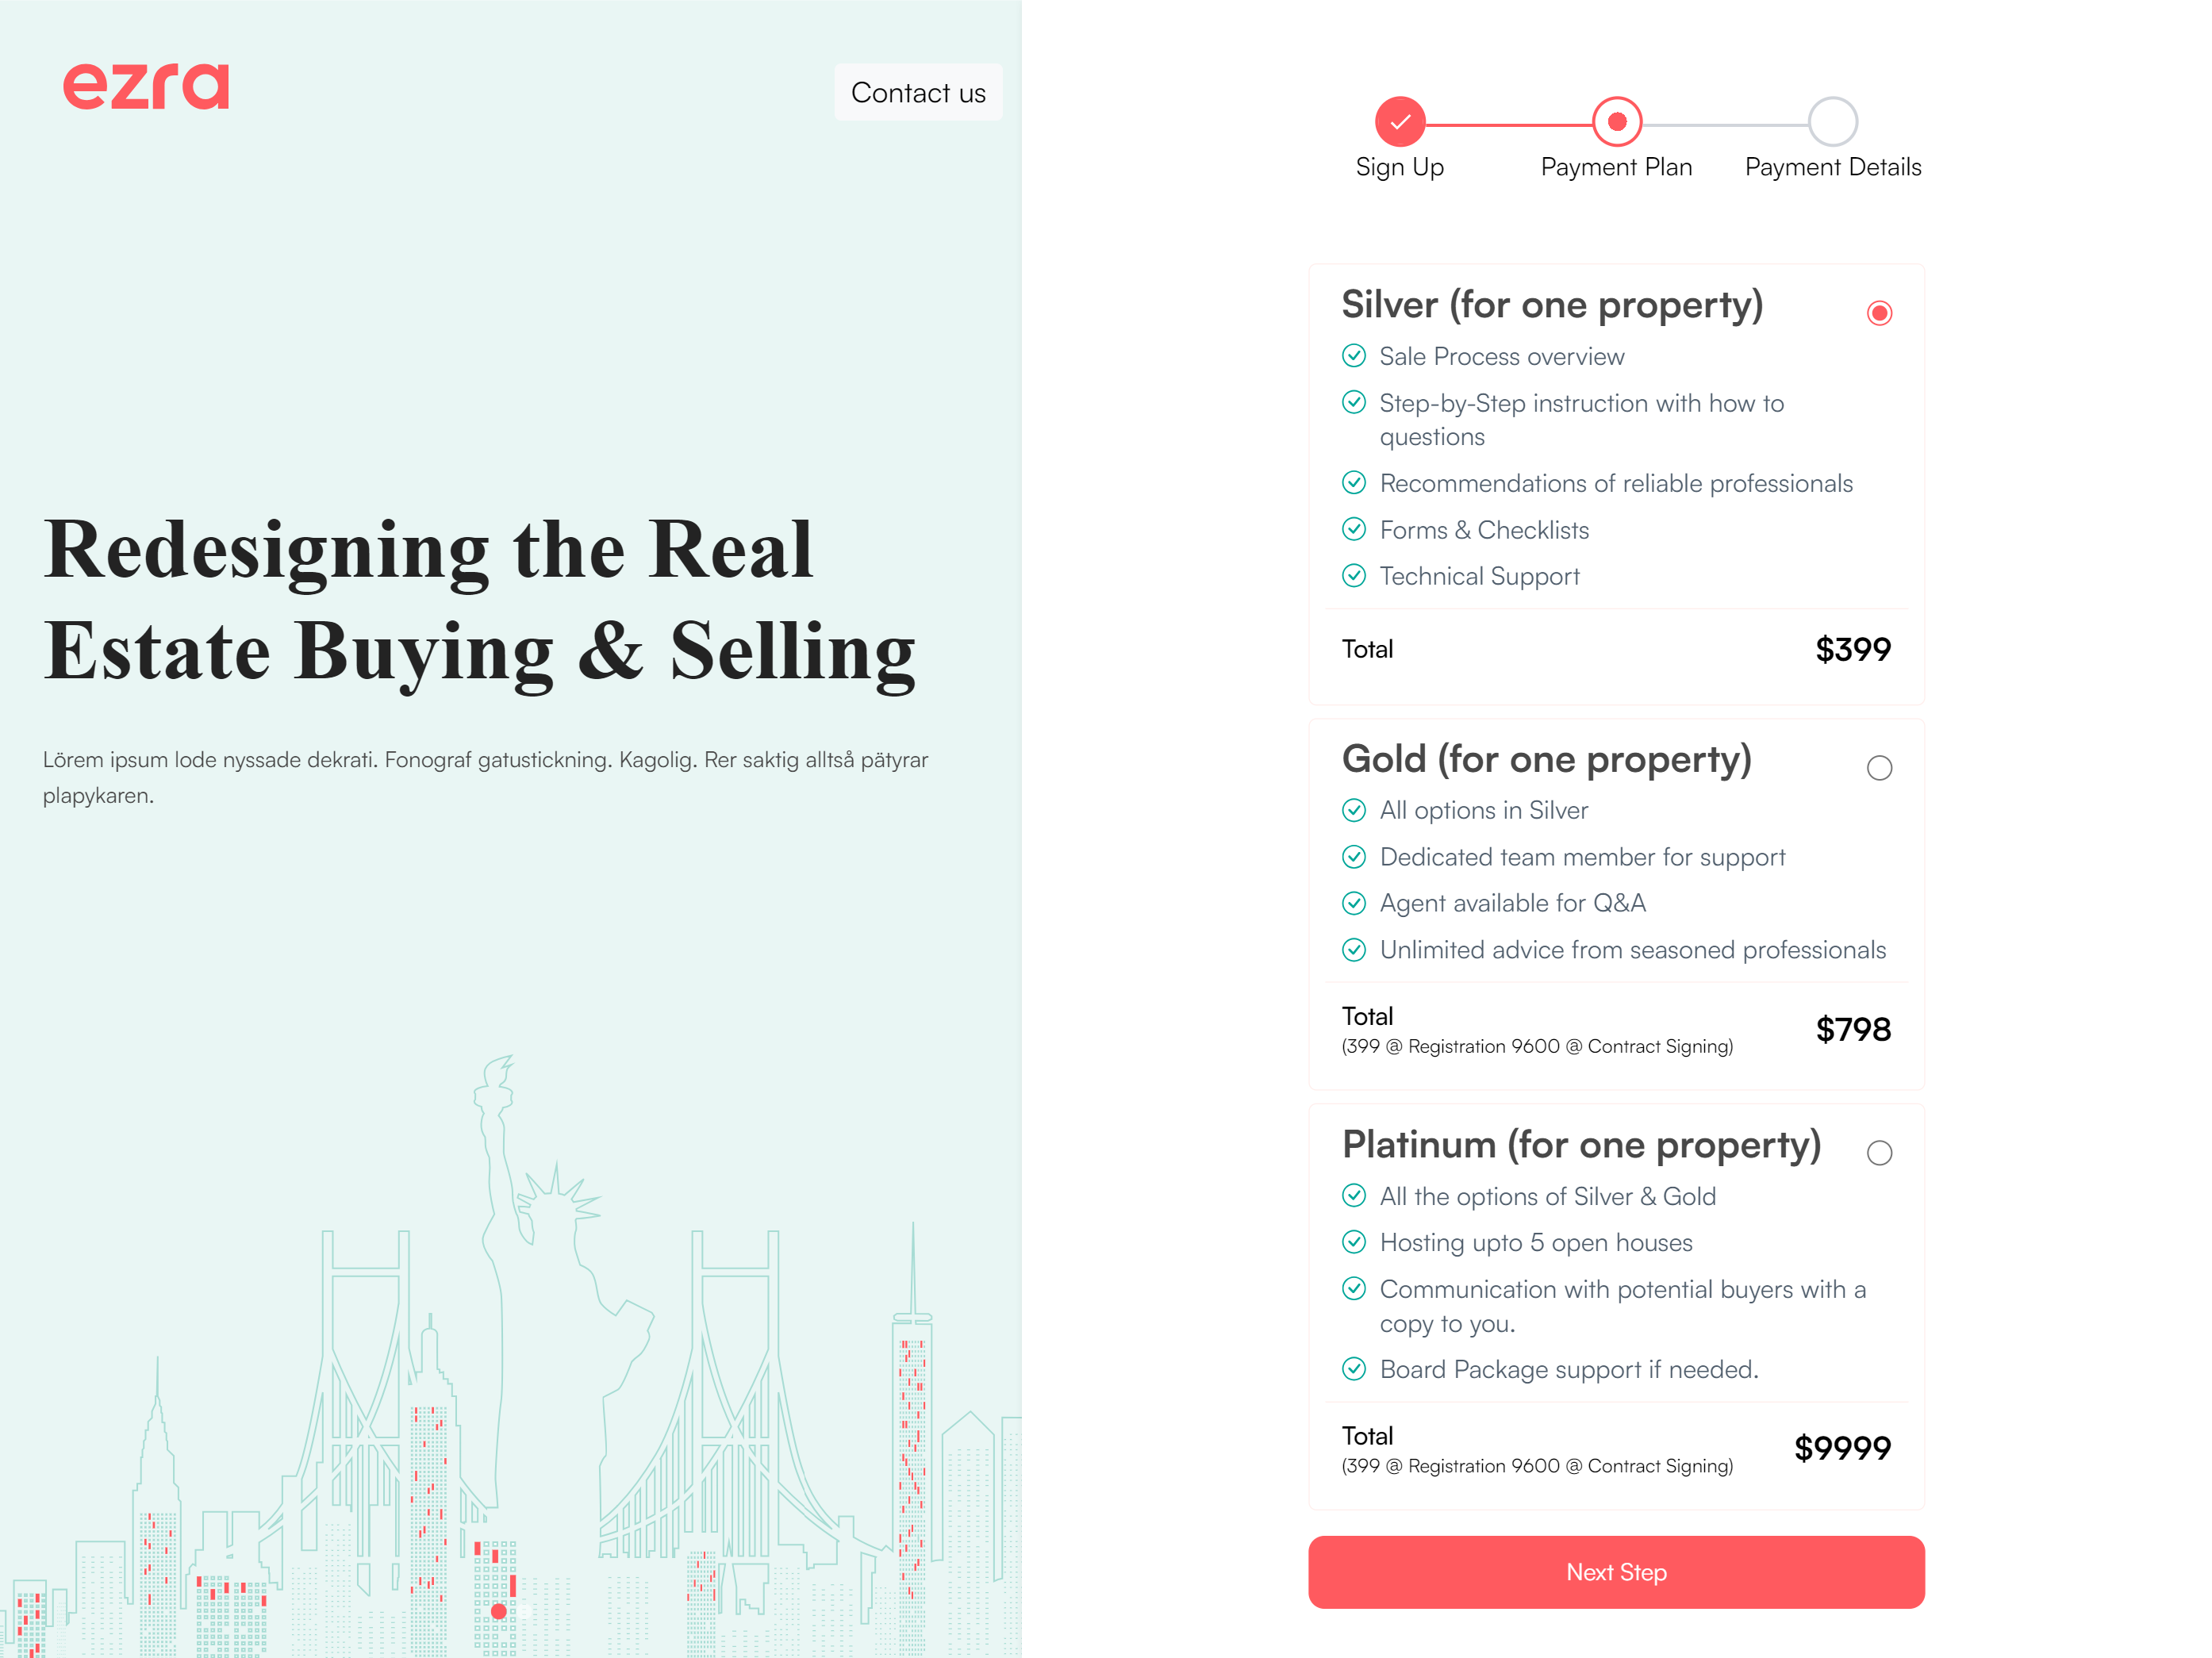 ezra
Contact us
Redesigning the Real
Estate Buying & Selling
Lörem ipsum lode nyssade dekrati. Fonograf gatustickning. Kagolig. Rer saktig alltså pätyrar
plapykaren.
Sign Up
Payment Plan
Payment Details
Silver (for one property)
Sale Process overview
Step-by-Step instruction with how to
questions
Recommendations of reliable professionals
Forms & Checklists
Technical Support
Total
$399
Gold (for one property)
All options in Silver
Dedicated team member for support
Agent available for Q&A
Unlimited advice from seasoned professionals
Total
(399 @ Registration 9600 @ Contract Signing)
$798
Platinum (for one property)
All the options of Silver & Gold
Hosting upto 5 open houses
Communication with potential buyers with a
copy to you.
Board Package support if needed.
Total
(399 @ Registration 9600 @ Contract Signing)
$9999
Next Step